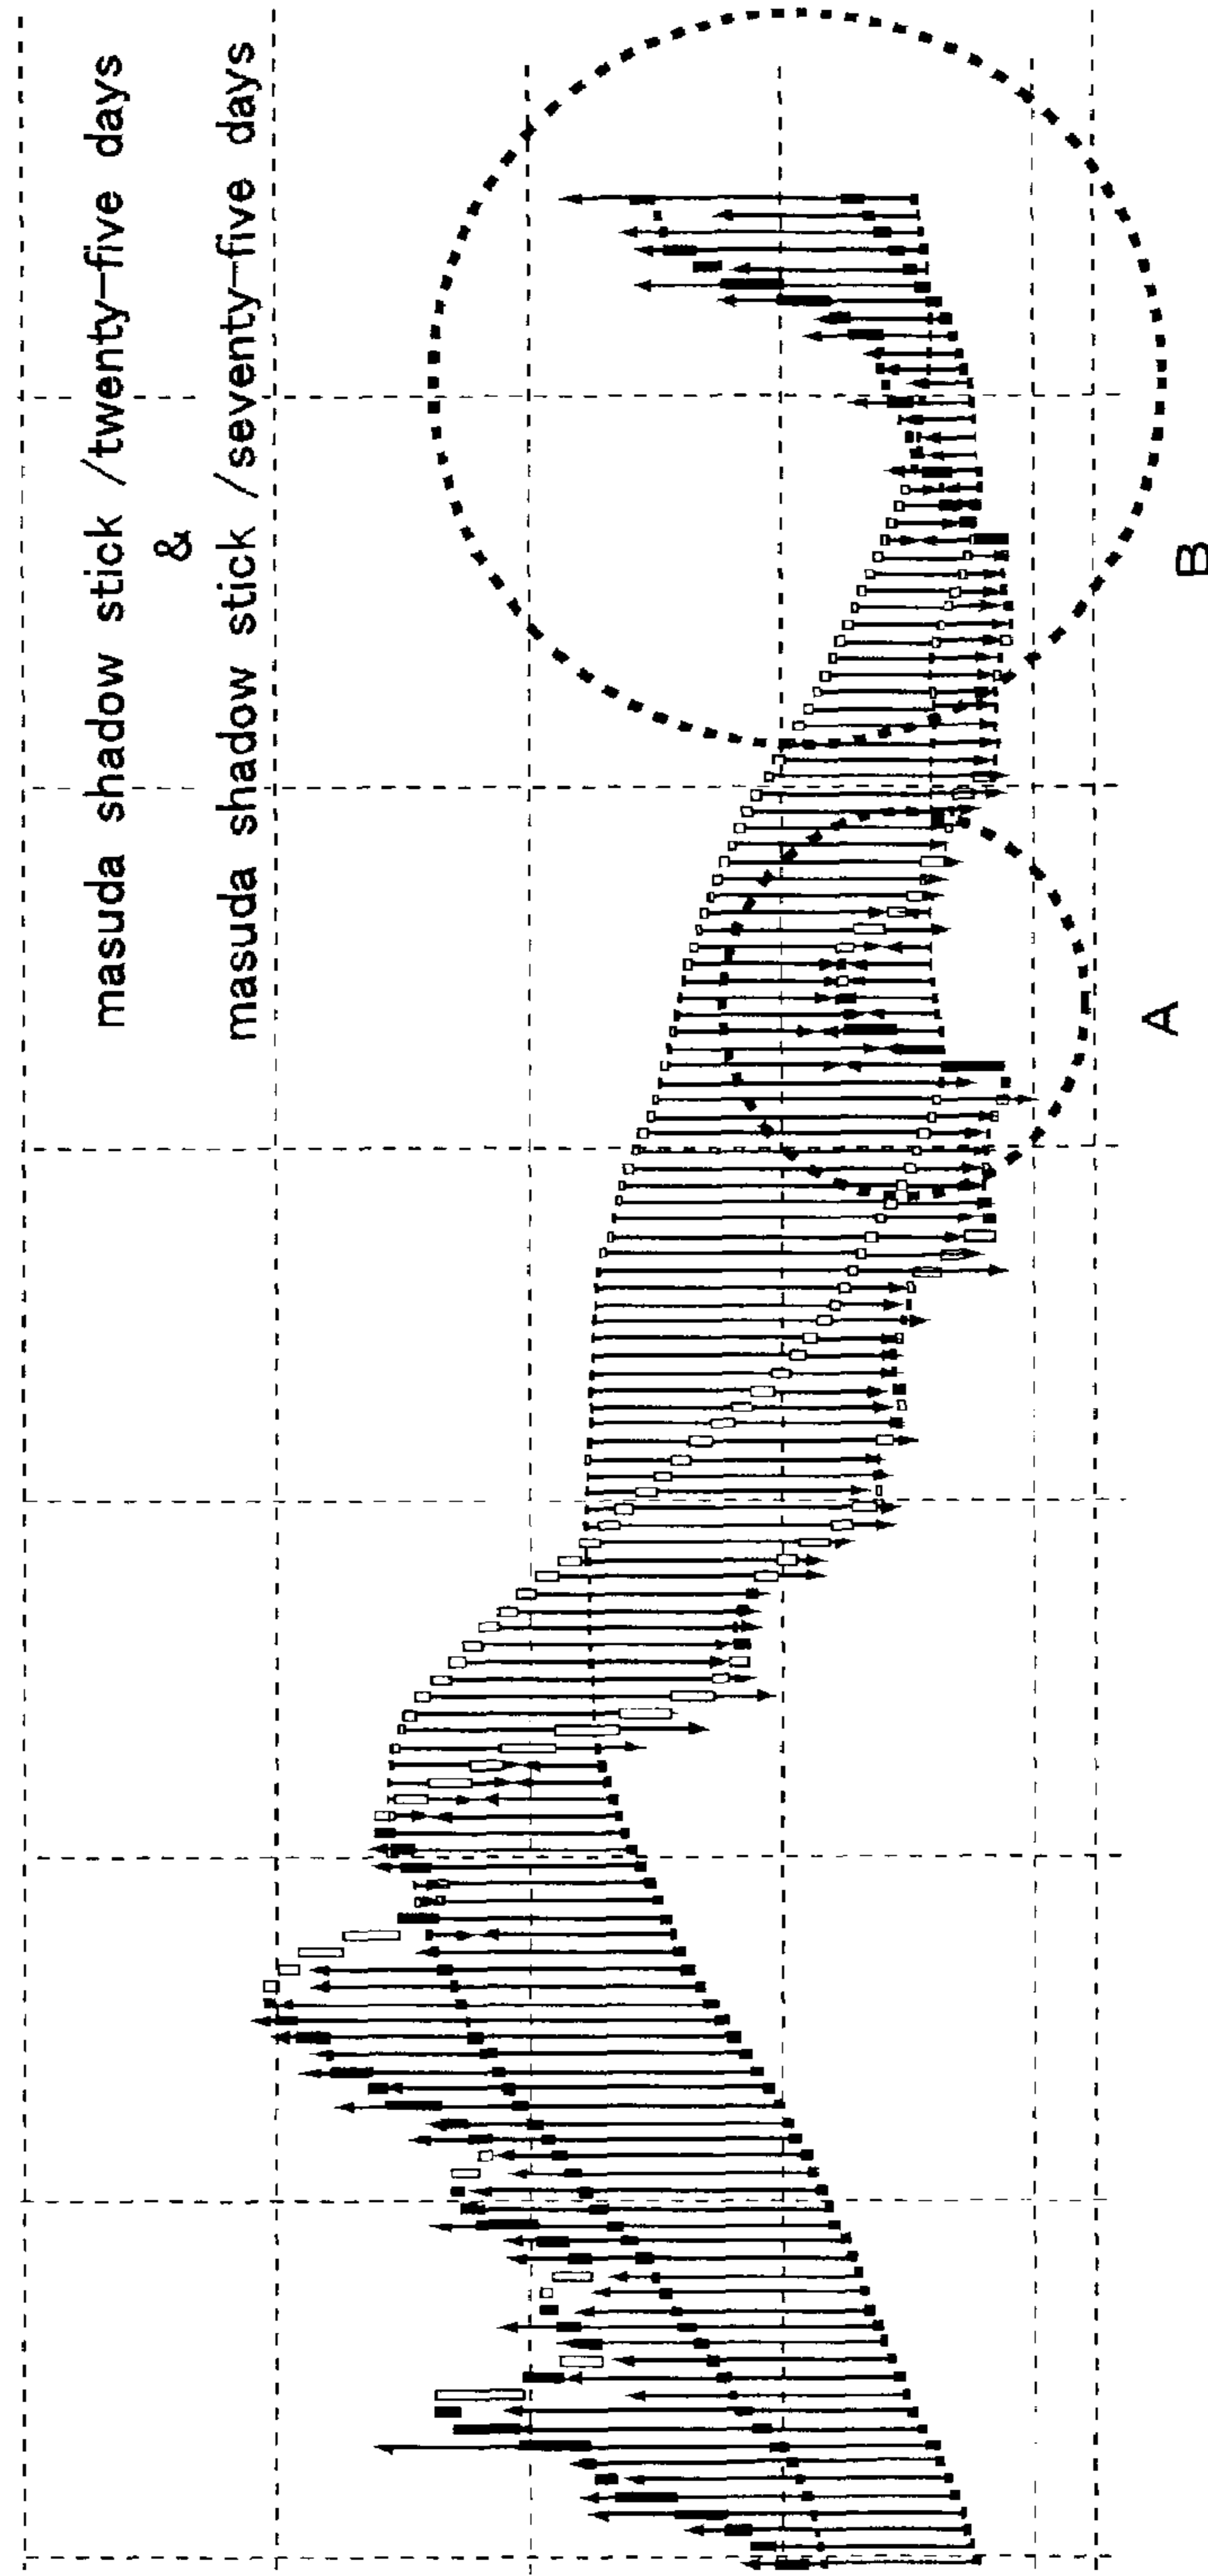 masuda shadow stick /twenty-five days
&
masuda shadow stick /seventy-five days
A
B